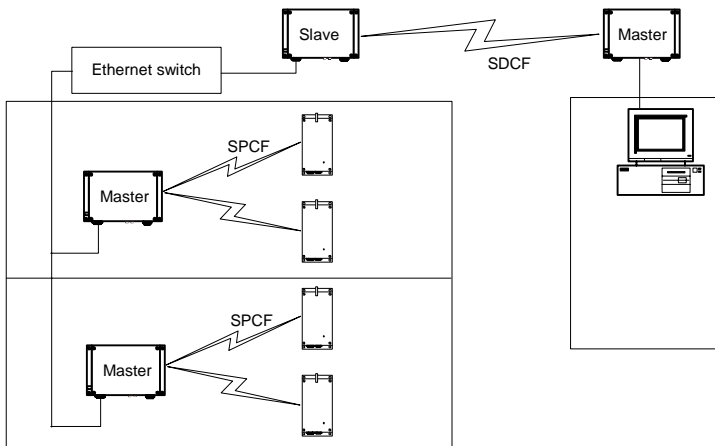 Slave
Master
Ethernet switch
SDCF
SPCF
Master
SPCF
Master